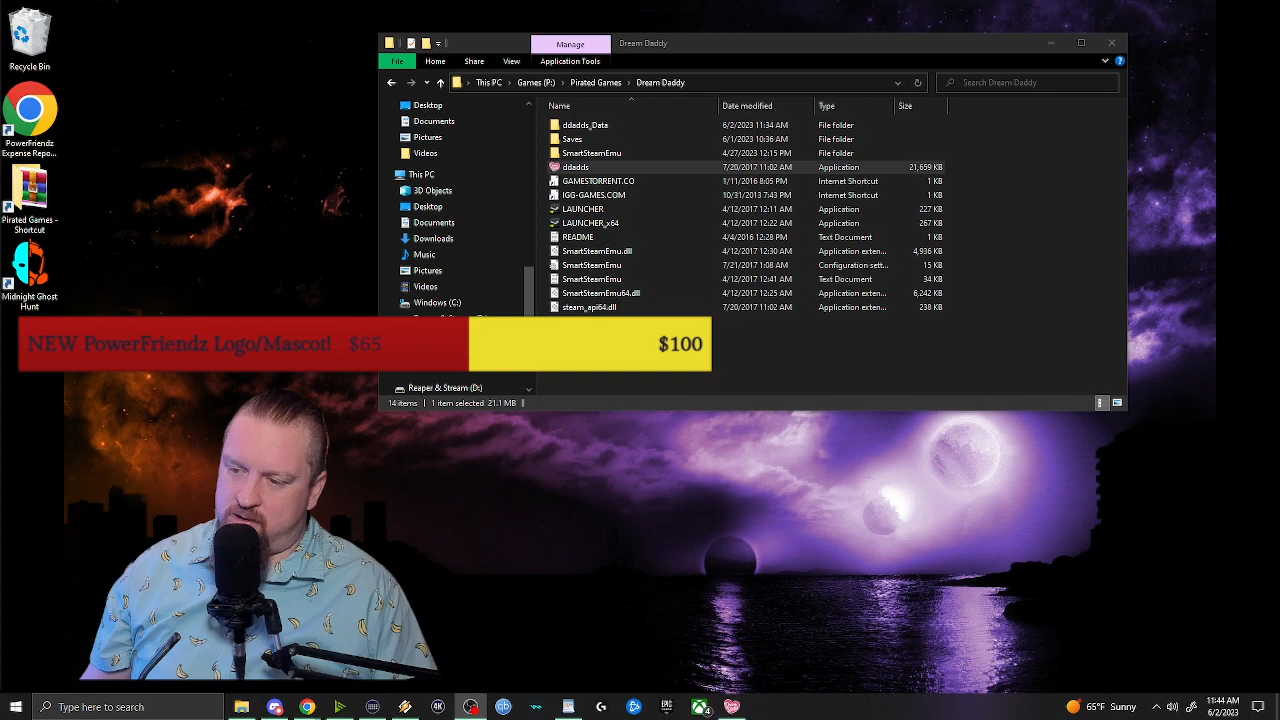 Recycle Bin
PowerFriendz
Expense Repo...
Pirated Games -
Shortcut
Midnight Ghost
Hunt
Manage
Dream Daddy
File
Home
Share
View
Application Tools
This PC
Games (P:)
Pirated Games
Dream Daddy
Search Dream Daddy
Desktop
Documents
Pictures
Videos
This PC
3D Objects
Desktop
Documents
Downloads
Music
Pictures
Videos
Windows (C:)
Reaper & Stream (D:)
Name Date modified Type Size
ddadds_Data 6/2/2023 11:34 AM File folder
Saves 6/1/2023 10:36 AM File folder
SmartSteamEmu 4/27/2023 12:15 PM File folder
ddadds 7/20/2017 11:02 AM Application 21,659 KB
GAMESTORRENT.CO 1/11/2016 8:05 PM Internet Shortcut 1 KB
IGG-GAMES.COM 10/31/2013 7:43 PM Internet Shortcut 1 KB
LAUNCHER 4/12/2017 12:11 AM Application 227 KB
LAUNCHER_x64 4/12/2017 12:22 AM Application 267 KB
README 4/4/2016 12:28 PM Text Document 1 KB
SmartSteamEmu.dll 4/12/2017 12:30 AM Application exten... 4,936 KB
SmartSteamEmu 7/21/2017 1:08 AM Configuration sett... 15 KB
SmartSteamEmu 4/12/2017 12:41 AM Text Document 34 KB
SmartSteamEmu64.dll 4/12/2017 12:25 AM Application exten... 6,242 KB
steam_api64.dll 7/20/2017 11:02 AM Application exten... 238 KB
NEW PowerFriendz Logo/Mascot! $65 $100
14 items 1 item selected 21.1 MB
Type here to search
4K
EPIC
4
65°F Sunny
11:44 AM
6/2/2023